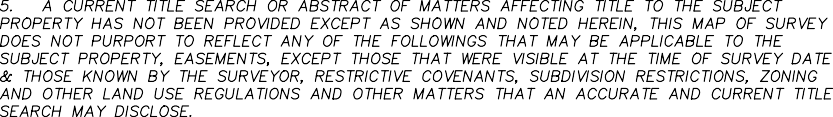 5. A CURRENT TITLE SEARCH OR ABSTRACT OF MATTERS AFFECTING TITLE TO THE SUBJECT
PROPERTY HAS NOT BEEN PROVIDED EXCEPT AS SHOWN AND NOTED HEREIN, THIS MAP OF SURVEY
DOES NOT PURPORT TO REFLECT ANY OF THE FOLLOWINGS THAT MAY BE APPLICABLE TO THE
SUBJECT PROPERTY, EASEMENTS, EXCEPT THOSE THAT WERE VISIBLE AT THE TIME OF SURVEY DATE
& THOSE KNOWN BY THE SURVEYOR, RESTRICTIVE COVENANTS, SUBDIVISION RESTRICTIONS, ZONING
AND OTHER LAND USE REGULATIONS AND OTHER MATTERS THAT AN ACCURATE AND CURRENT TITLE
SEARCH MAY DISCLOSE.